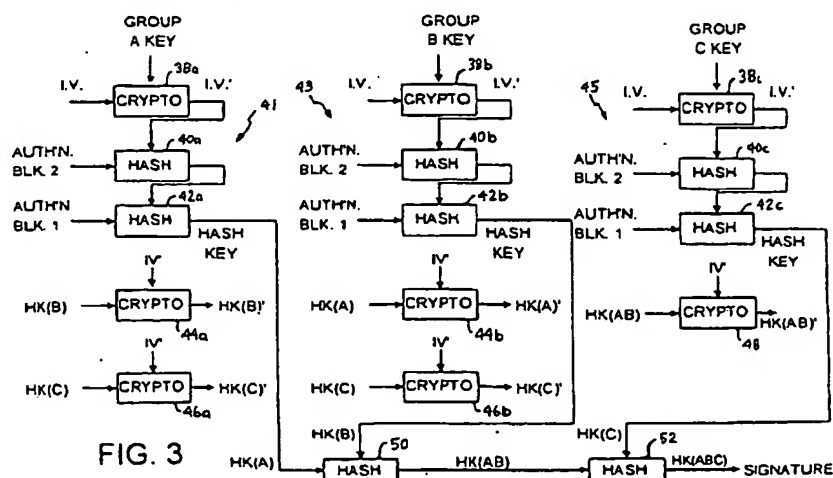 GROUP
A KEY
38a
I.V.
CRYPTO
I.V.'
41
AUTH'N.
BLK. 2
40a
HASH
AUTH'N
BLK. 1
42a
HASH
HASH
KEY
IV'
HK(B)
CRYPTO
HK(B)'
44a
IV'
HK(C)
CRYPTO
HK(C)'
46a
GROUP
B KEY
38b
43
I.V.
CRYPTO
I.V.'
AUTH'N.
BLK. 2
40b
HASH
AUTH'N
BLK. 1
42b
HASH
HASH
KEY
IV'
HK(A)
CRYPTO
HK(A)'
44b
IV'
HK(C)
CRYPTO
HK(C)'
46b
GROUP
C KEY
45
I.V.
CRYPTO
I.V.'
AUTH'N.
BLK. 2
40c
HASH
AUTH'N.
BLK. 1
42c
HASH
HASH
KEY
IV'
HK(AB)
CRYPTO
HK(AB)'
48
FIG. 3
HK(A)
HK(B)
50
HASH
HK(AB)
HK(C)
52
HASH
HK(ABC)
SIGNATURE